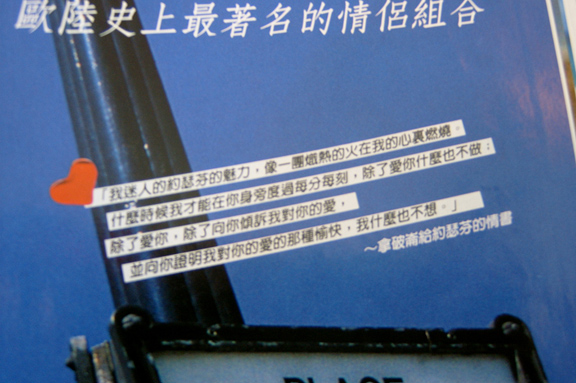 歐陸史上最著名的情侶組合
「我迷人的約瑟芬的魅力，像一團熾熱的火在我的心裏燃燒。
什麼時候我才能在你身旁度過每分每刻，除了愛你什麼也不做；
除了愛你，除了向你傾訴我對你的愛，
並向你證明我對你的愛的那種愉快，我什麼也不想。」
～拿破崙給約瑟芬的情書
PLACE